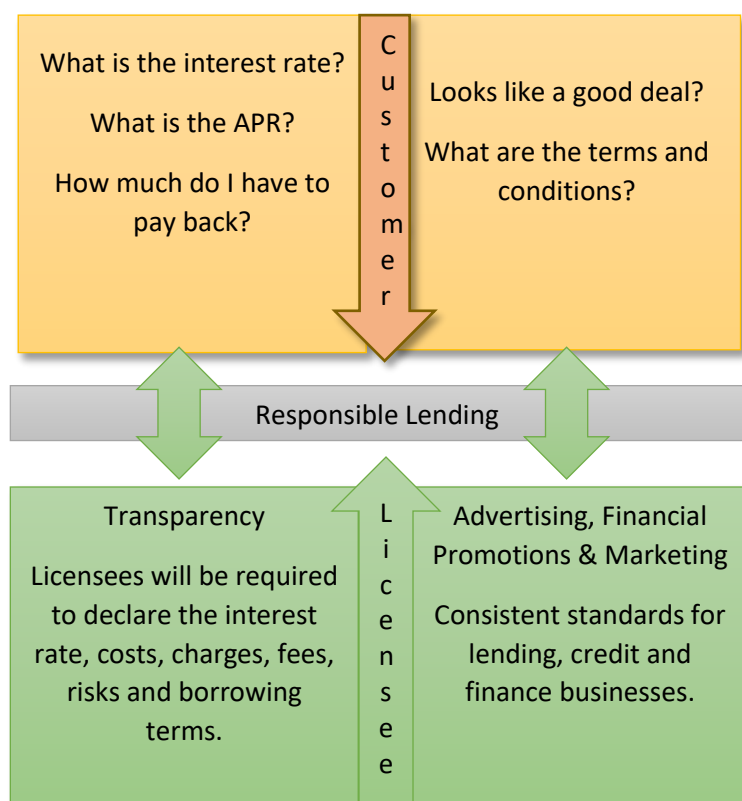 What is the interest rate?
What is the APR?
How much do I have to
pay back?
Customer
Looks like a good deal?
What are the terms and
conditions?
Responsible Lending
Transparency
Licensees will be required
to declare the interest
rate, costs, charges, fees,
risks and borrowing
terms.
Licensee
Advertising, Financial
Promotions & Marketing
Consistent standards for
lending, credit and
finance businesses.